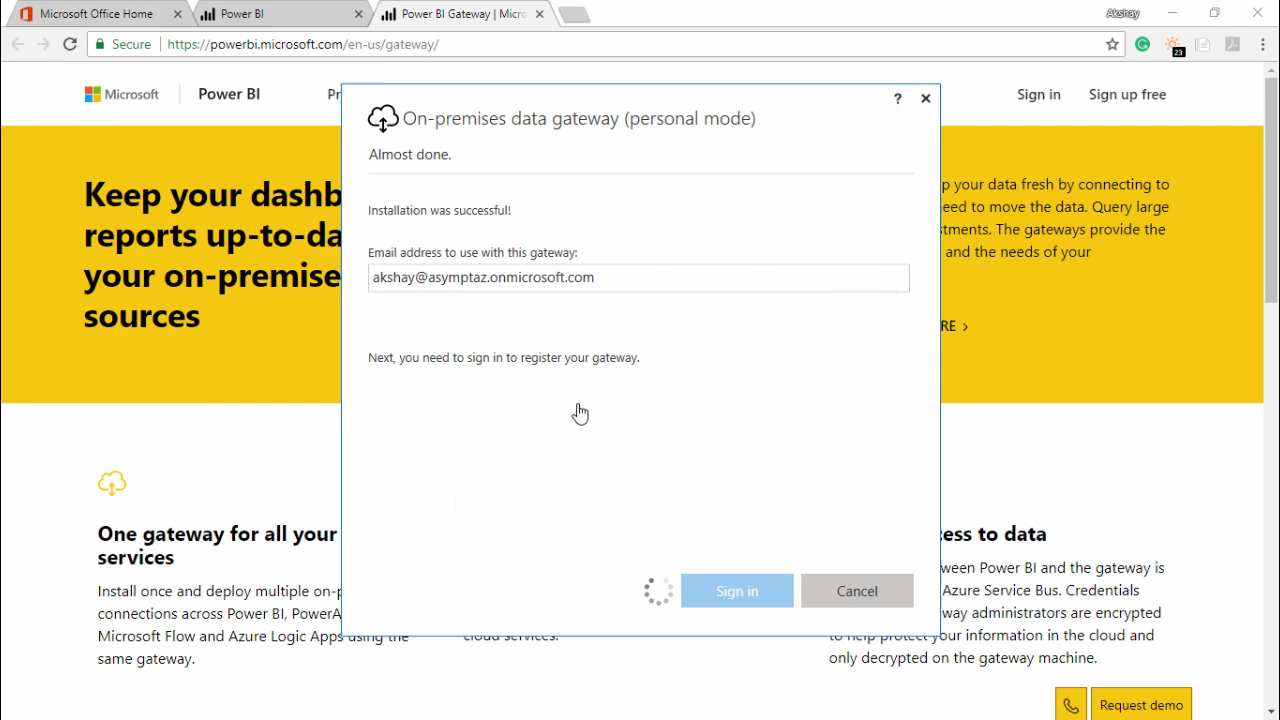 Microsoft Office Home
Power BI
Power BI Gateway | Micro
Akshay
Secure
https://powerbi.microsoft.com/en-us/gateway/
23
Microsoft
Power BI
Pr
Sign in
Sign up free
Keep your dashb
reports up-to-da
your on-premise
sources
p your data fresh by connecting to
eed to move the data. Query large
stments. The gateways provide the
and the needs of your
RE >
?
On-premises data gateway (personal mode)
Almost done.
Installation was successful!
Email address to use with this gateway:
akshay@asymptaz.onmicrosoft.com
Next, you need to sign in to register your gateway.
Sign in
Cancel
One gateway for all your
services
Install once and deploy multiple on-p
connections across Power BI, PowerA
Microsoft Flow and Azure Logic Apps using the
same gateway.
cloud services.
cess to data
ween Power BI and the gateway is
Azure Service Bus. Credentials
way administrators are encrypted
to help protect your information in the cloud and
only decrypted on the gateway machine.
Request demo